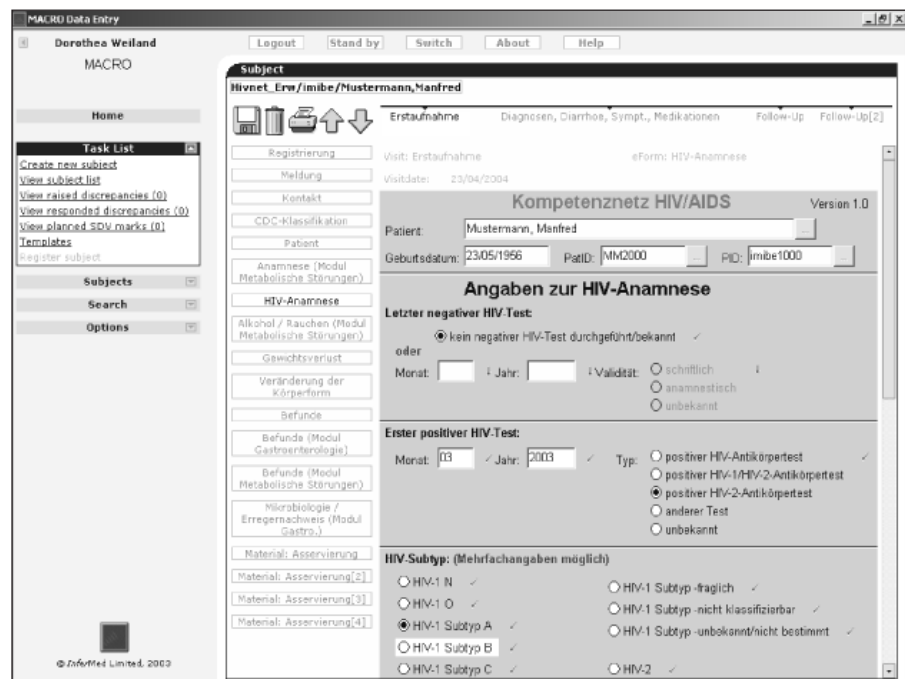 MACRO Data Entry
Dorothea Weiland
MACRO
Logout Stand by Switch About Help
Home
Task List
Create new subject
View subject list
View raised discrepancies (0)
View responded discrepancies (0)
View planned SDV marks (0)
Templates
Register subject
Subjects
Search
Options
© InferMed Limited, 2003
Subject
Hivnet_Erw/imibe/Mustermann,Manfred
Erstaufnahme Diagnosen, Diarrhoe, Sympt., Medikationen Follow-Up Follow-Up[2]
Registrierung
Meldung
Kontakt
CDC-Klassifikation
Patient
Anamnese (Modul
Metabolische Störungen)
HIV-Anamnese
Alkohol / Rauchen (Modul
Metabolische Störungen)
Gewichtsverlust
Veränderung der
Körperform
Befunde
Befunde (Modul
Gastroenterologie)
Befunde (Modul
Metabolische Störungen)
Mikrobiologie /
Erregernachweis (Modul
Gastro.)
Material: Asservierung
Material: Asservierung[2]
Material: Asservierung[3]
Material: Asservierung[4]
Visit: Erstaufnahme eForm: HIV-Anamnese
Visitdate: 23/04/2004
Kompetenznetz HIV/AIDS Version 1.0
Patient: Mustermann, Manfred ...
Geburtsdatum: 23/05/1956 PatID: MM2000 ... PID: imibe1000 ...
Angaben zur HIV-Anamnese
Letzter negativer HIV-Test:
kein negativer HIV-Test durchgeführt/bekannt
oder
Monat: Jahr: Validität: schriftlich
anamnestisch
unbekannt
Erster positiver HIV-Test:
Monat: 03 Jahr: 2003 Typ: positiver HIV-Antikörpertest
positiver HIV-1/HIV-2-Antikörpertest
positiver HIV-2-Antikörpertest
anderer Test
unbekannt
HIV-Subtyp: (Mehrfachangaben möglich)
HIV-1 N HIV-1 Subtyp -fraglich
HIV-1 O HIV-1 Subtyp -nicht klassifizierbar
HIV-1 Subtyp A HIV-1 Subtyp -unbekannt/nicht bestimmt
HIV-1 Subtyp B
HIV-1 Subtyp C HIV-2